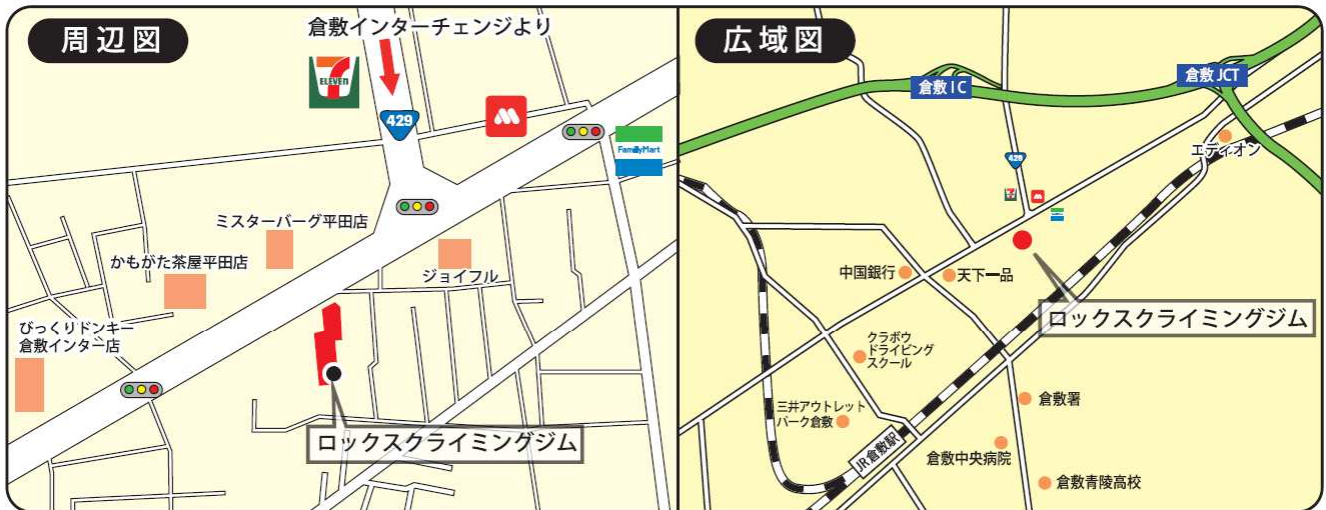 周辺図
倉敷インターチェンジより
7
ELEVEN
429
FamilyMart
ミスターバーグ平田店
かもがた茶屋平田店
ジョイフル
びっくりドンキー
倉敷インター店
ロックスクライミングジム
広域図
倉敷IC
倉敷JCT
エディオン
429
中国銀行
天下一品
ロックスクライミングジム
クラボウ
ドライビング
スクール
三井アウトレット
パーク倉敷
倉敷署
JR倉敷駅
倉敷中央病院
倉敷青陵高校